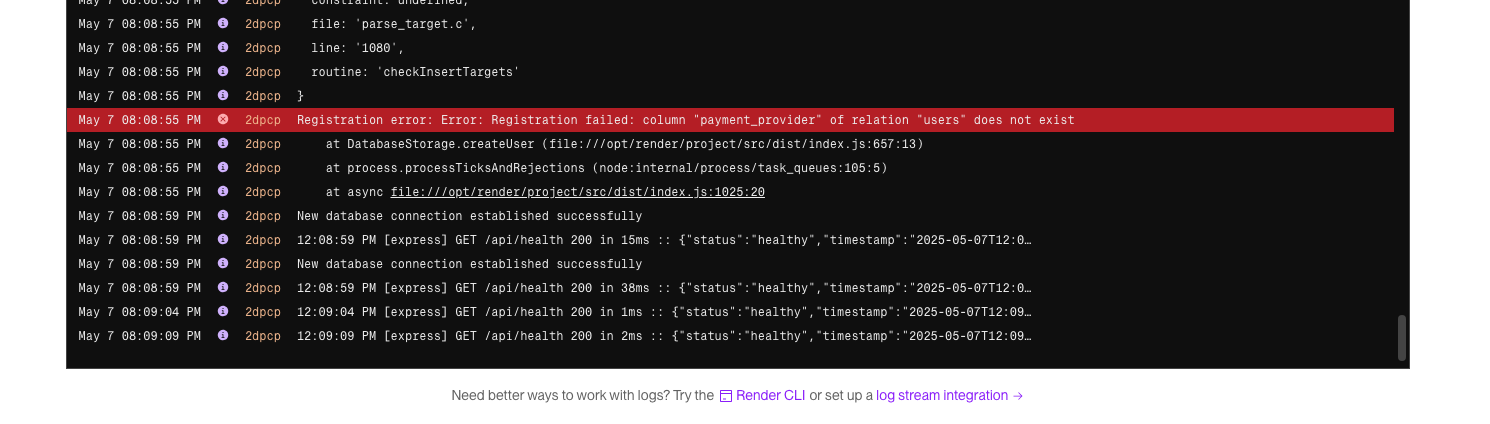 May 7 08:08:55 PM 2dpcp constraint: undefined,
May 7 08:08:55 PM 2dpcp file: 'parse_target.c',
May 7 08:08:55 PM 2dpcp line: '1080',
May 7 08:08:55 PM 2dpcp routine: 'checkInsertTargets'
May 7 08:08:55 PM 2dpcp }
May 7 08:08:55 PM 2dpcp Registration error: Error: Registration failed: column "payment_provider" of relation "users" does not exist
May 7 08:08:55 PM 2dpcp at DatabaseStorage.createUser (file:///opt/render/project/src/dist/index.js:657:13)
May 7 08:08:55 PM 2dpcp at process.processTicksAndRejections (node:internal/process/task_queues:105:5)
May 7 08:08:55 PM 2dpcp at async file:///opt/render/project/src/dist/index.js:1025:20
May 7 08:08:59 PM 2dpcp New database connection established successfully
May 7 08:08:59 PM 2dpcp 12:08:59 PM [express] GET /api/health 200 in 15ms :: {"status":"healthy","timestamp":"2025-05-07T12:0…
May 7 08:08:59 PM 2dpcp New database connection established successfully
May 7 08:08:59 PM 2dpcp 12:08:59 PM [express] GET /api/health 200 in 38ms :: {"status":"healthy","timestamp":"2025-05-07T12:0…
May 7 08:09:04 PM 2dpcp 12:09:04 PM [express] GET /api/health 200 in 1ms :: {"status":"healthy","timestamp":"2025-05-07T12:09…
May 7 08:09:09 PM 2dpcp 12:09:09 PM [express] GET /api/health 200 in 2ms :: {"status":"healthy","timestamp":"2025-05-07T12:09…
Need better ways to work with logs? Try the Render CLI or set up a log stream integration →